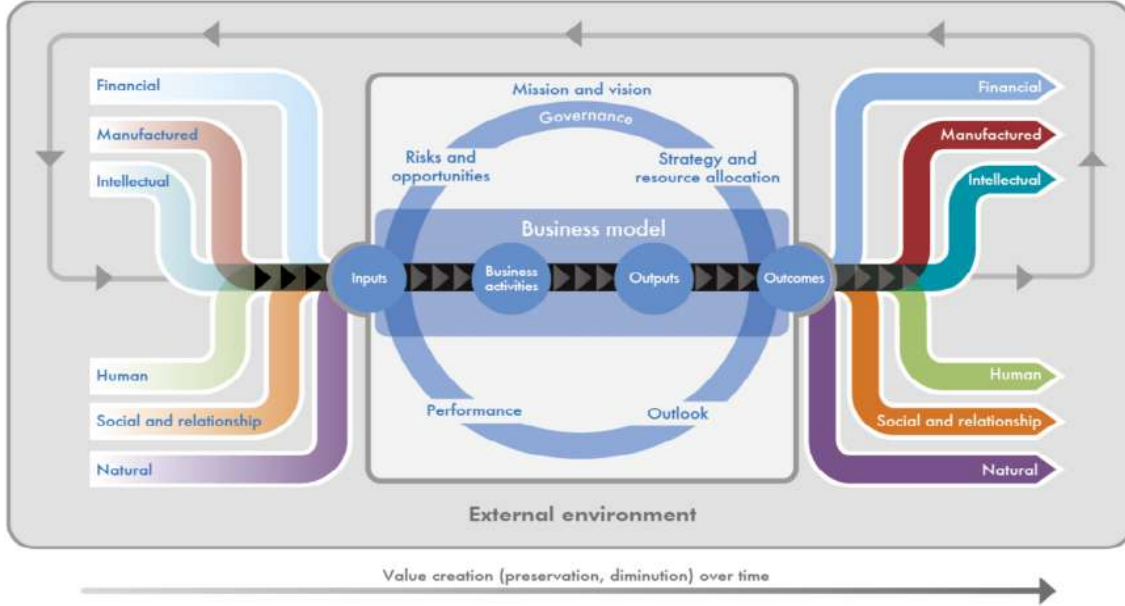 Financial
Manufactured
Intellectual
Human
Social and relationship
Natural
Mission and vision
Governance
Risks and
opportunities
Strategy and
resource allocation
Business model
Inputs
Business
activities
Outputs
Outcomes
Performance
Outlook
Financial
Manufactured
Intellectual
Human
Social and relationship
Natural
External environment
Value creation (preservation, diminution) over time